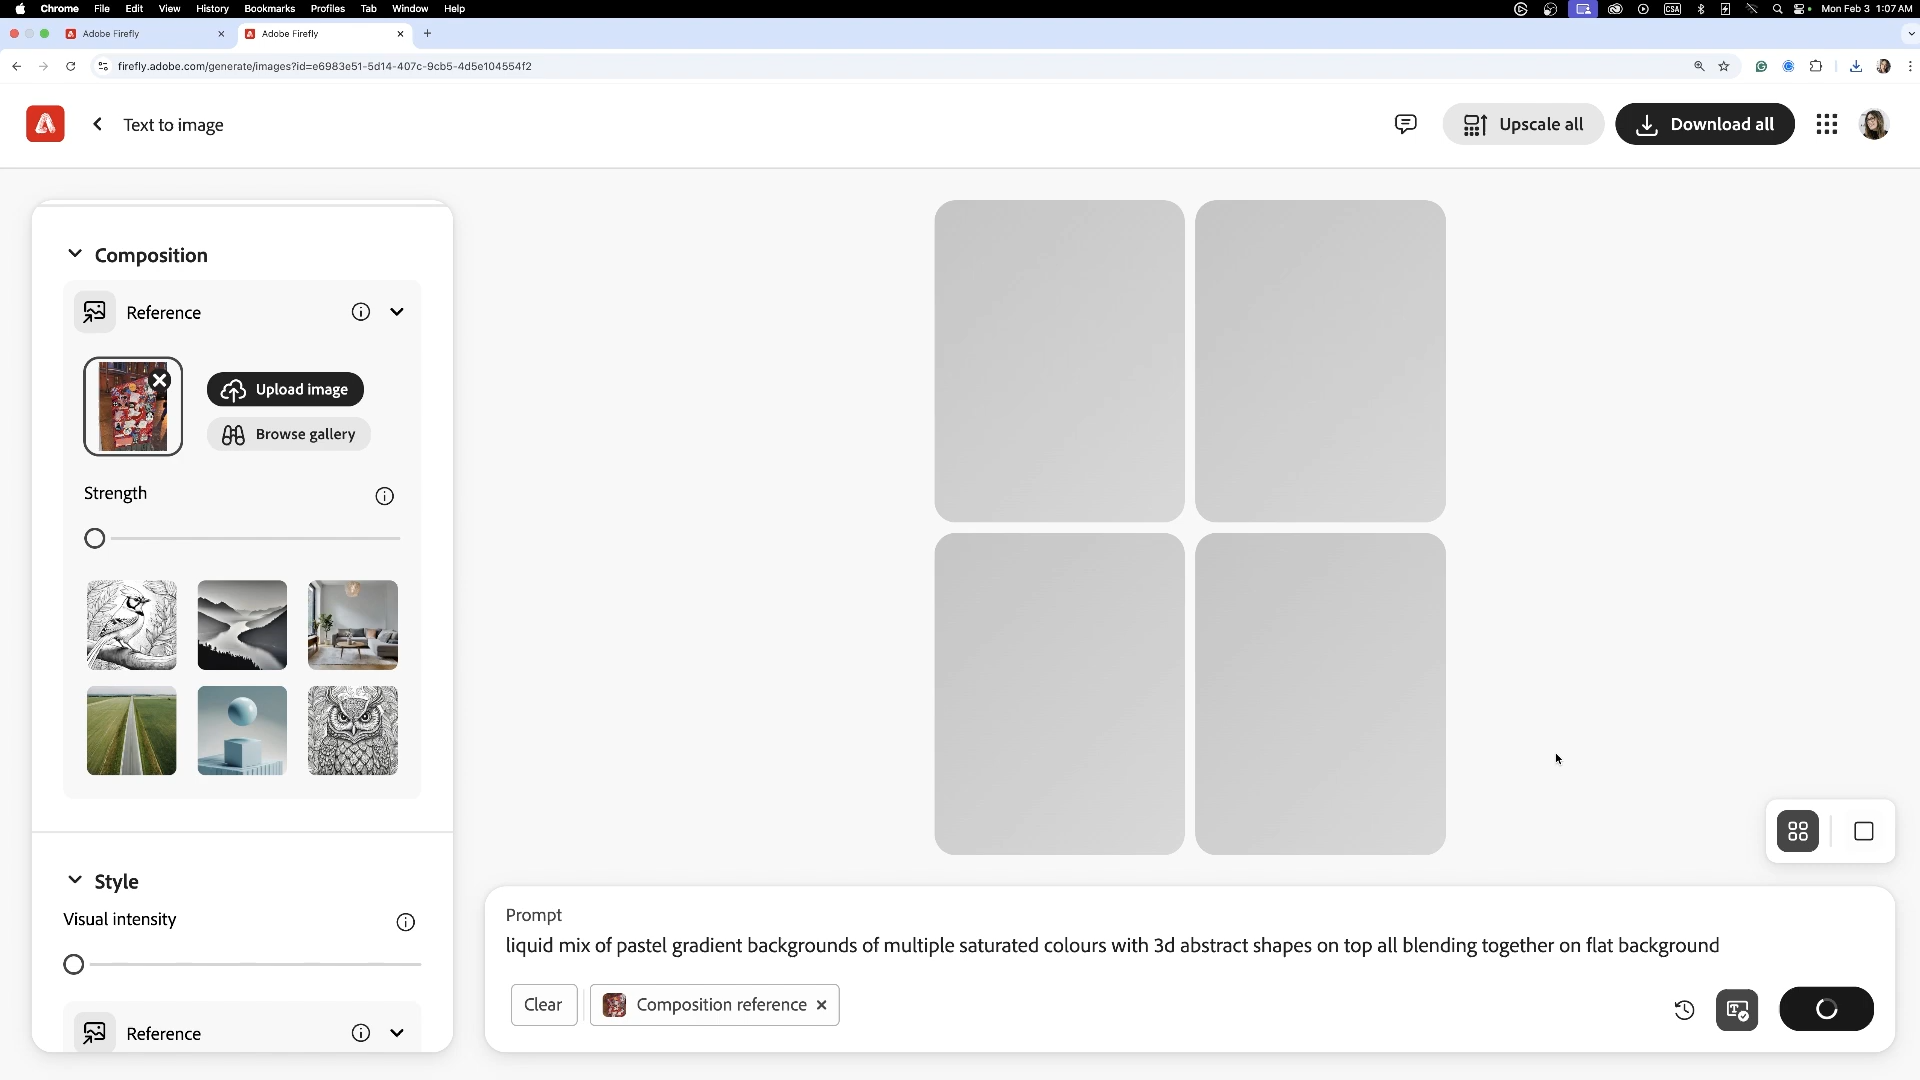 Chrome File Edit View History Bookmarks Profiles Tab Window Help
CSA
Mon Feb 3 1:07 AM
Adobe Firefly
Adobe Firefly
firefly.adobe.com/generate/images?id=e6983e51-5d14-407c-9cb5-4d5e104554f2
Text to image
Upscale all
Download all
Composition
Reference
Upload image
Browse gallery
Strength
Style
Visual intensity
Reference
Prompt
liquid mix of pastel gradient backgrounds of multiple saturated colours with 3d abstract shapes on top all blending together on flat background
Clear
Composition reference